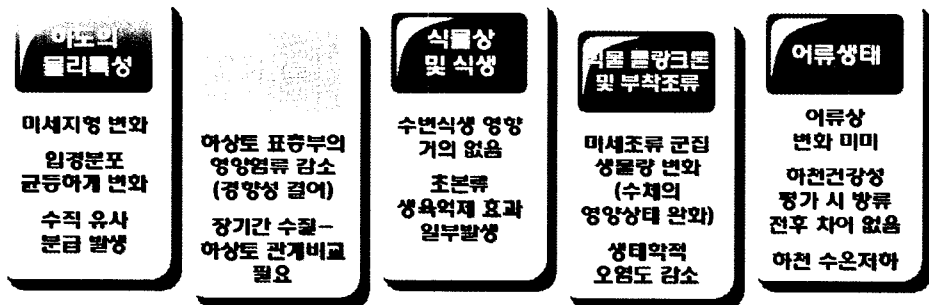 하도의
물리특성
미세지형 변화
입경분포
균등하게 변화
수직 유사
분급 발생
하상토 표층부의
영양염류 감소
(경향성 결여)
장기간 수질-
하상토 관계비교
필요
식물상
및 식생
수변식생 영향
거의 없음
초본류
생육억제 효과
일부발생
식물 플랑크톤
및 부착조류
미세조류 군집
생물량 변화
(수체의
영양상태 완화)
생태학적
오염도 감소
어류생태
어류상
변화 미미
하천건강성
평가 시 방류
전후 차이 없음
하천 수온저하